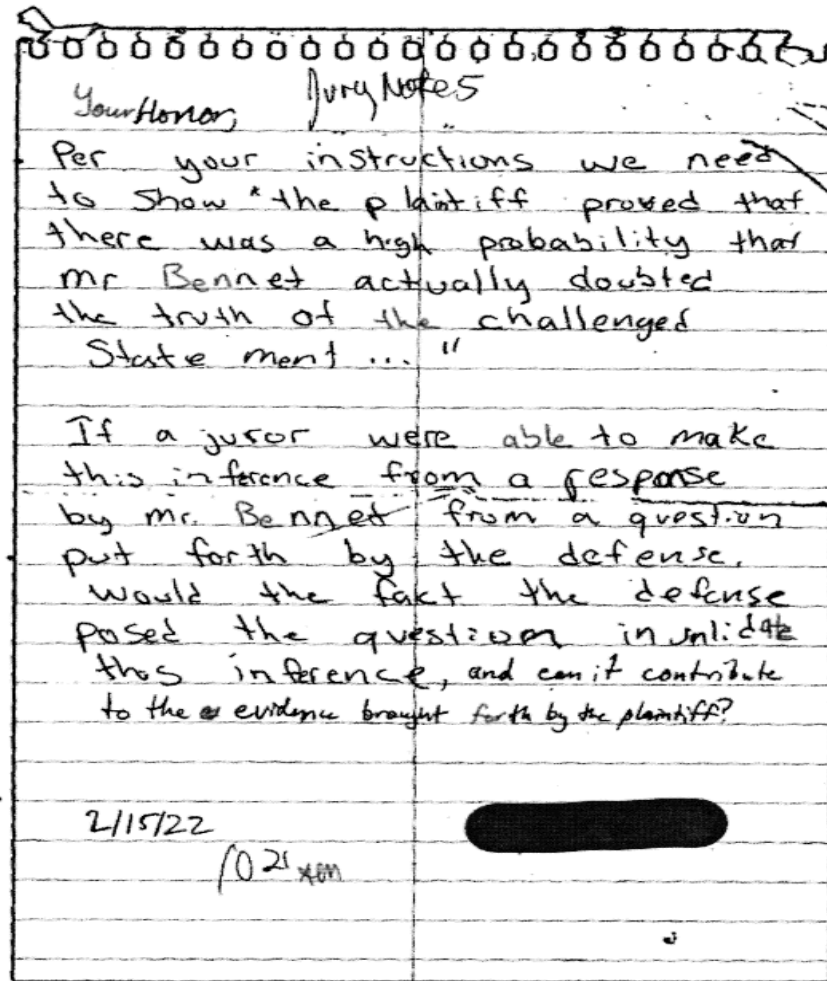 Jury Note 5
Your Honor,
Per your instructions we need
to show "the plaintiff proved that
there was a high probability that
mr Bennet actually doubted
the truth of the challenged
State ment ... "
If a juror were able to make
this inference from a response
by mr. Bennet from a question
put forth by the defense,
would the fact the defense
posed the question invalidate
this inference, and can it contribute
to the evidence brought forth by the plaintiff?
2/15/22
10 21 am